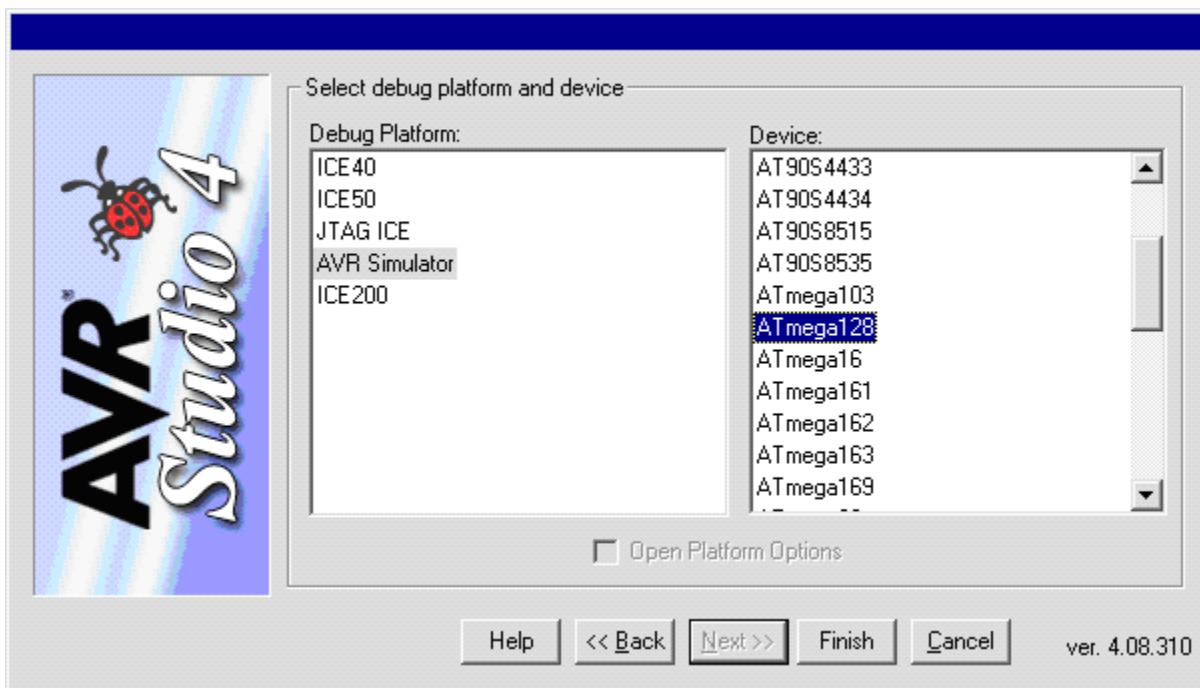 AVR®
Studio 4
Select debug platform and device
Debug Platform:
ICE40
ICE50
JTAG ICE
AVR Simulator
ICE200
Device:
AT90S4433
AT90S4434
AT90S8515
AT90S8535
ATmega103
ATmega128
ATmega16
ATmega161
ATmega162
ATmega163
ATmega169
Open Platform Options
Help
<< Back
Next >>
Finish
Cancel
ver. 4.08.310